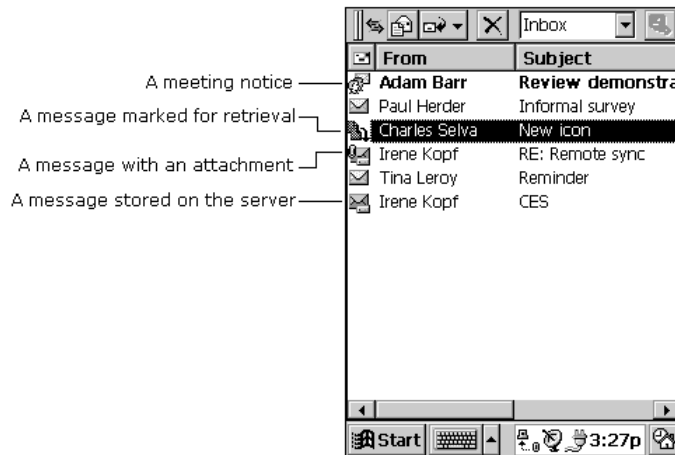 Inbox
From Subject
A meeting notice
Adam Barr Review demonstra
Paul Herder Informal survey
A message marked for retrieval
Charles Selva New icon
A message with an attachment
Irene Kopf RE: Remote sync
Tina Leroy Reminder
A message stored on the server
Irene Kopf CES
Start 3:27p